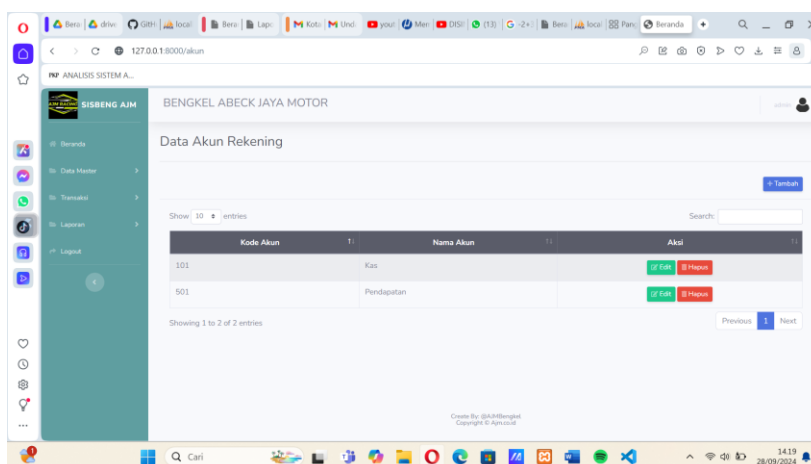 127.0.0.1:8000/akun
Beranda
PKP ANALISIS SISTEM A...
SISBENG AJM
BENGKEL ABECK JAYA MOTOR
admin
Beranda
Data Master
Transaksi
Laporan
Logout
Data Akun Rekening
+ Tambah
Show 10 entries
Search:
Kode Akun Nama Akun Aksi
101 Kas Edit Hapus
501 Pendapatan Edit Hapus
Showing 1 to 2 of 2 entries
Previous 1 Next
Create By: @AJMBengkel
Copyright © Ajm.co.id
Cari
14.19
28/09/2024